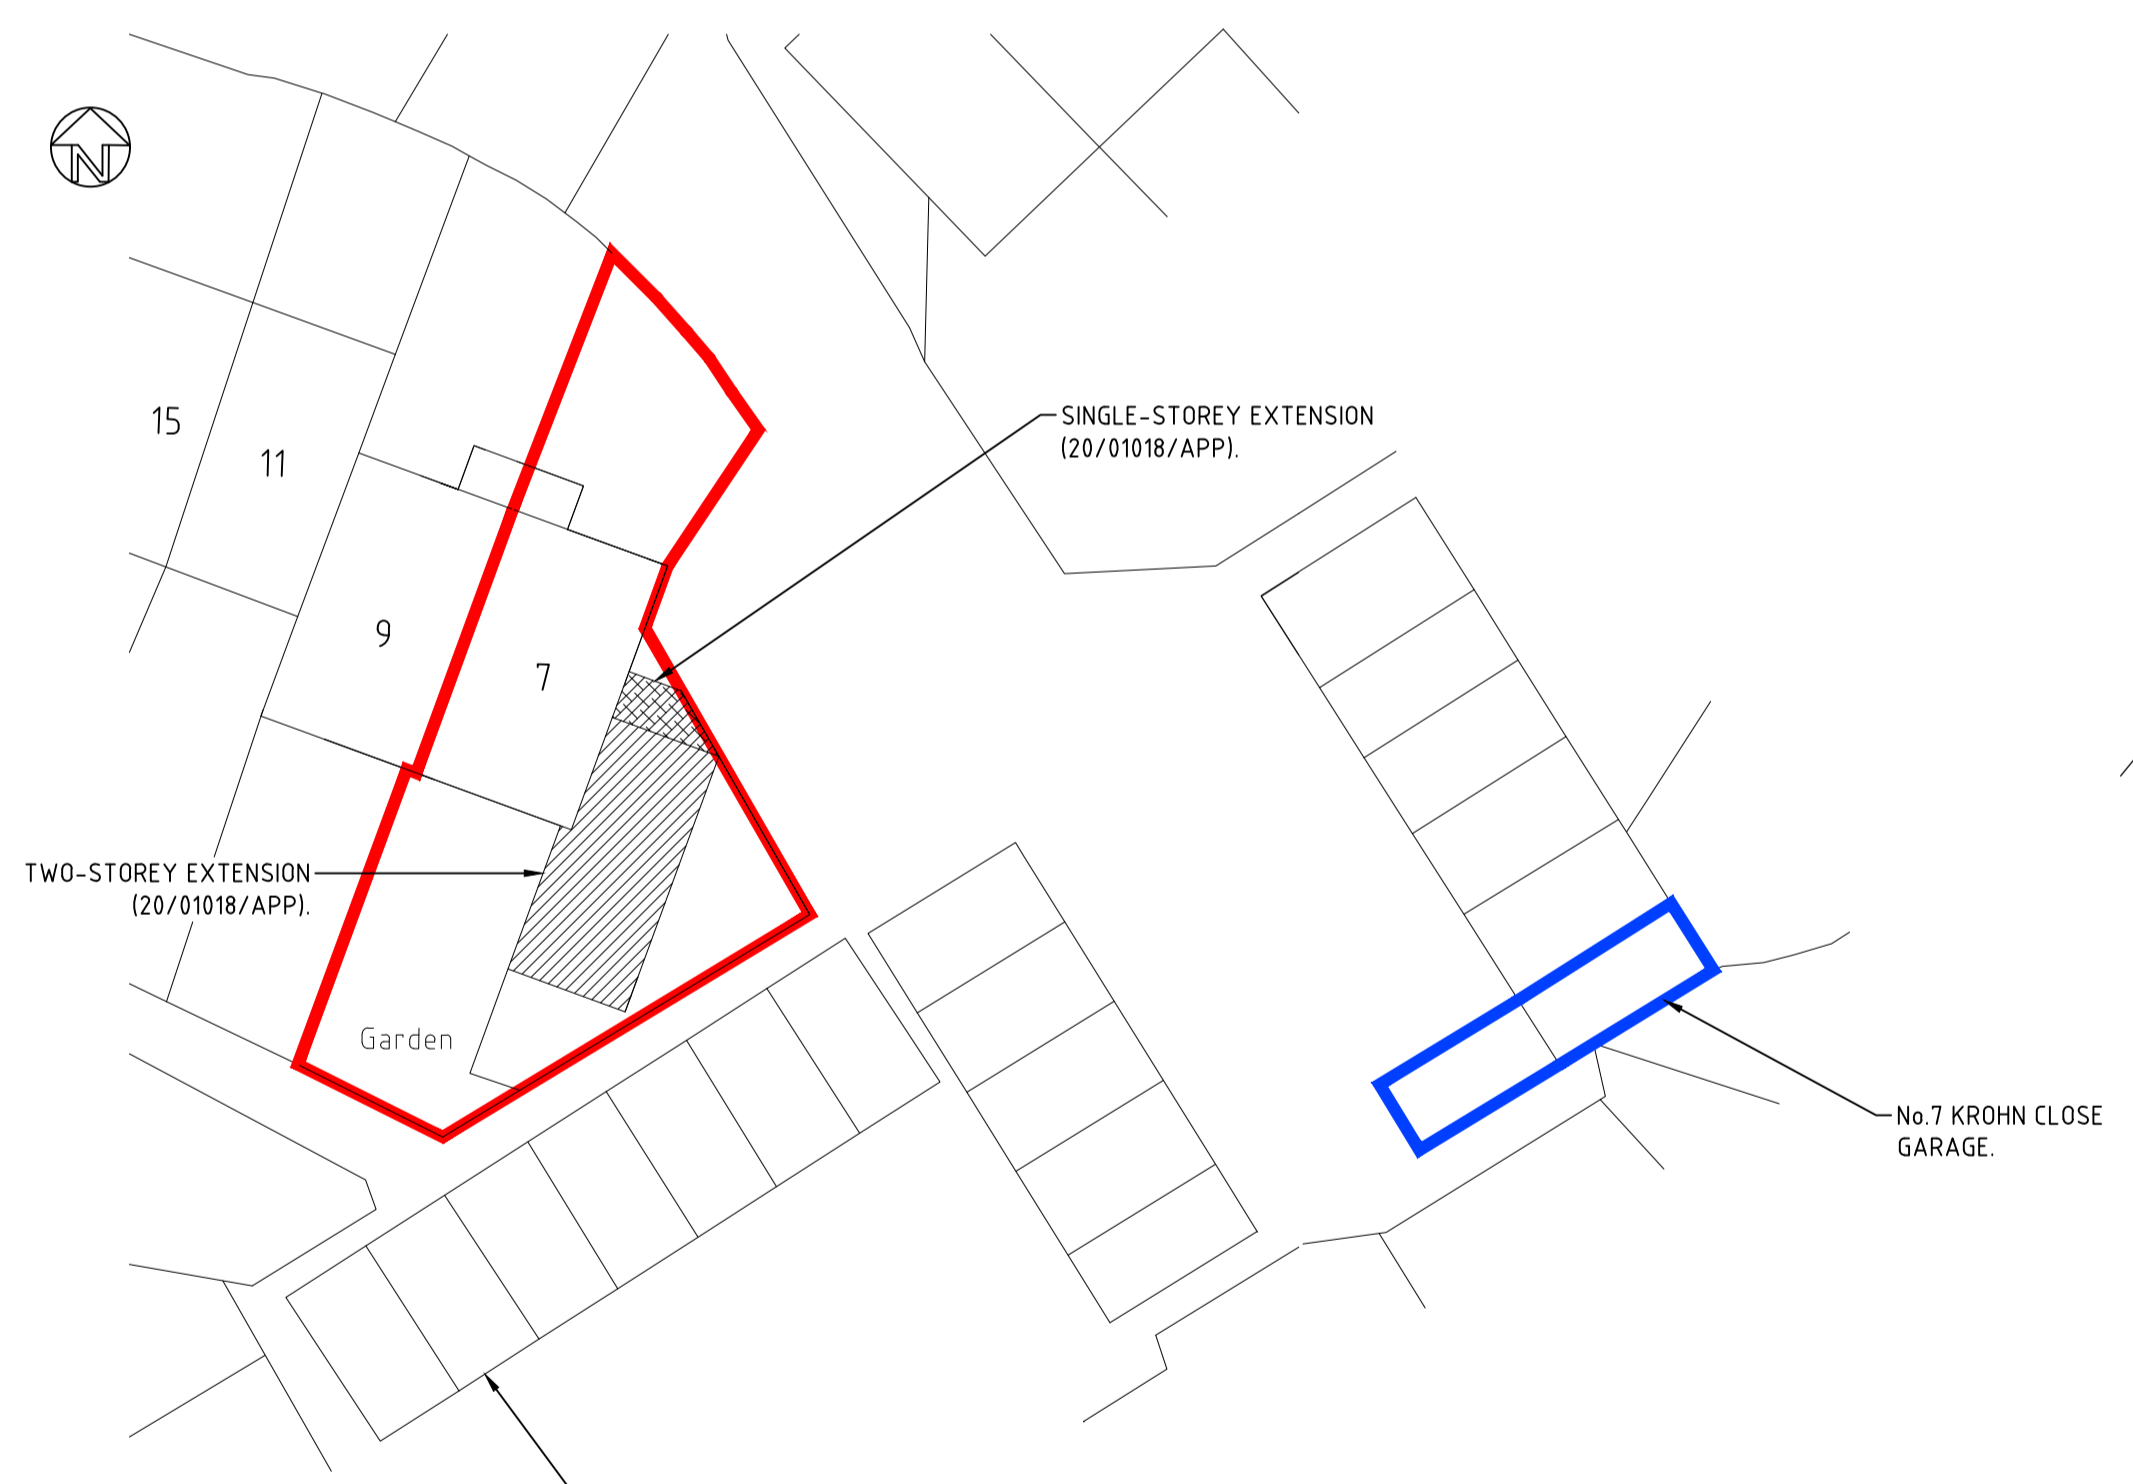 N
SINGLE-STOREY EXTENSION
(20/01018/APP).
15
11
9
7
TWO-STOREY EXTENSION
(20/01018/APP).
Garden
No.7 KROHN CLOSE
GARAGE.